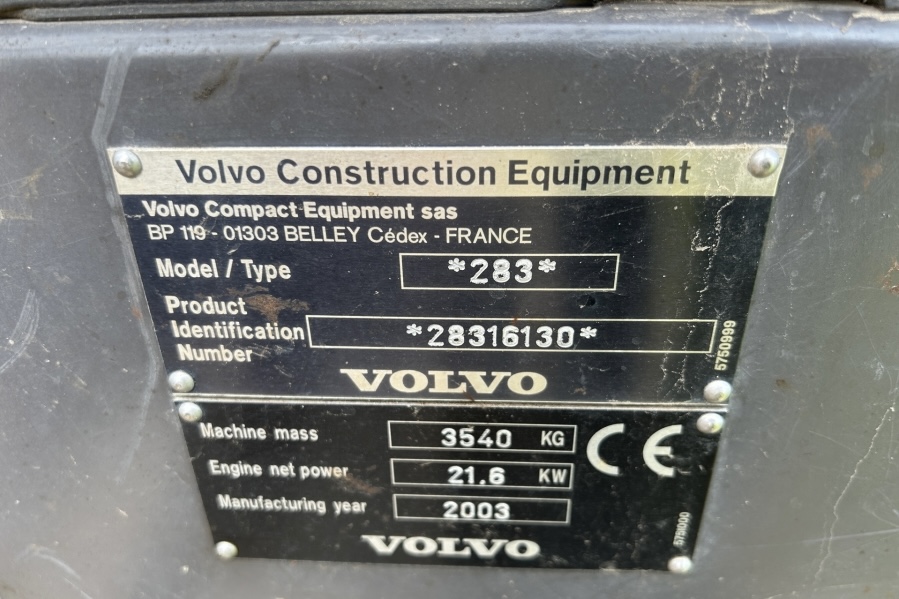 Volvo Construction Equipment
Volvo Compact Equipment sas
BP 119 - 01303 BELLEY Cédex - FRANCE
Model / Type *283*
Product
Identification *28316130*
Number
5750999
VOLVO
Machine mass 3540 KG
Engine net power 21.6 KW
Manufacturing year 2003
CE
5751000
VOLVO